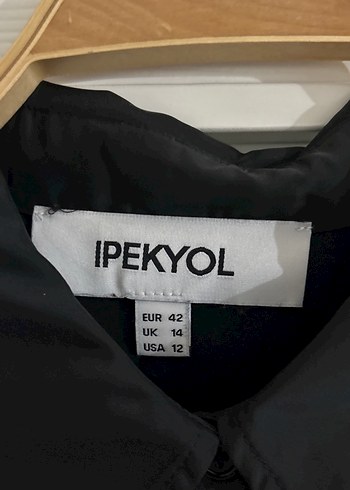 IPEKYOL
EUR 42
UK 14
USA 12